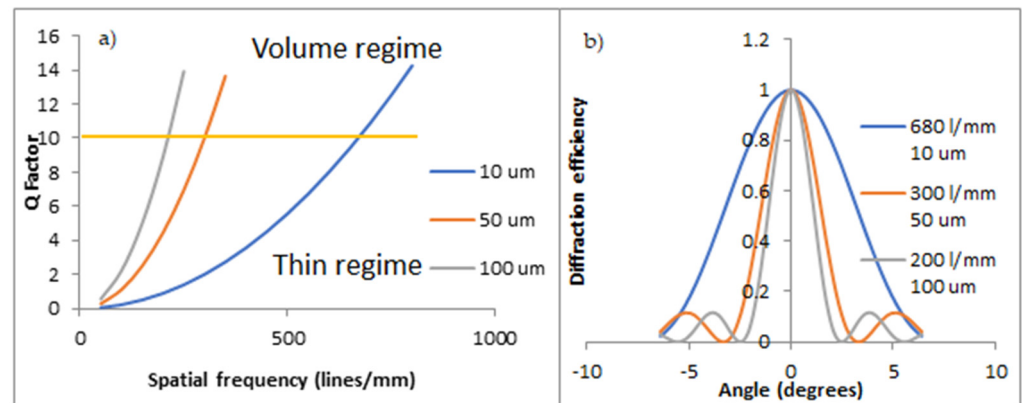 a)
Volume regime
16
14
12
10
8
6
4
2
0
Q Factor
10 um
50 um
100 um
Thin regime
0
500
1000
Spatial frequency (lines/mm)
b)
1.2
1
0.8
0.6
0.4
0.2
0
Diffraction efficiency
680 l/mm
10 um
300 l/mm
50 um
200 l/mm
100 um
-10
-5
0
5
10
Angle (degrees)